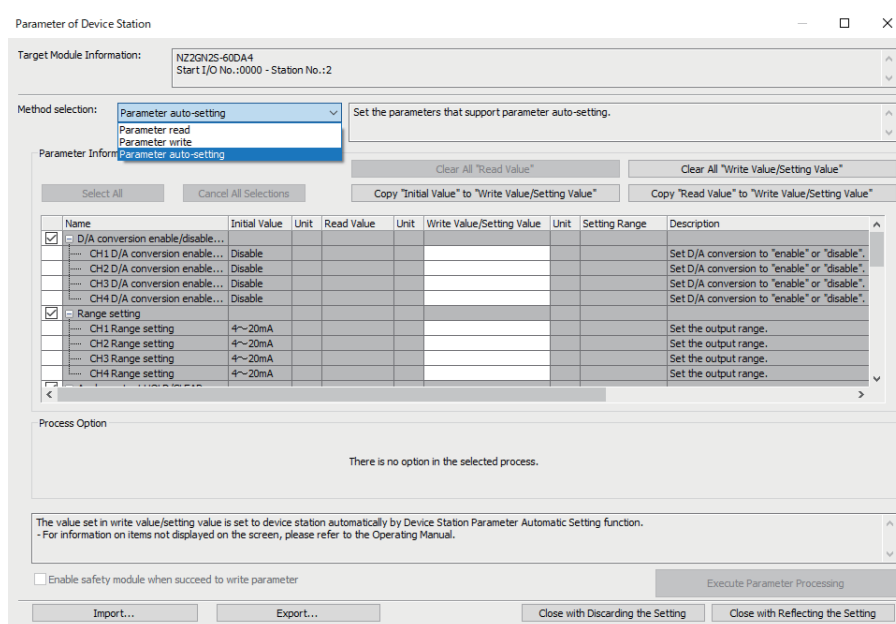 Parameter of Device Station
Target Module Information:
NZ2GN2S-60DA4
Start I/O No.:0000 - Station No.:2
Method selection:
Parameter auto-setting
Set the parameters that support parameter auto-setting.
Parameter read
Parameter write
Parameter auto-setting
Parameter Inform
Clear All "Read Value"
Clear All "Write Value/Setting Value"
Select All
Cancel All Selections
Copy "Initial Value" to "Write Value/Setting Value"
Copy "Read Value" to "Write Value/Setting Value"
Name Initial Value Unit Read Value Unit Write Value/Setting Value Unit Setting Range Description
D/A conversion enable/disable...
CH1 D/A conversion enable... Disable Set D/A conversion to "enable" or "disable".
CH2 D/A conversion enable... Disable Set D/A conversion to "enable" or "disable".
CH3 D/A conversion enable... Disable Set D/A conversion to "enable" or "disable".
CH4 D/A conversion enable... Disable Set D/A conversion to "enable" or "disable".
Range setting
CH1 Range setting 4～20mA Set the output range.
CH2 Range setting 4～20mA Set the output range.
CH3 Range setting 4～20mA Set the output range.
CH4 Range setting 4～20mA Set the output range.
Process Option
There is no option in the selected process.
The value set in write value/setting value is set to device station automatically by Device Station Parameter Automatic Setting function.
- For information on items not displayed on the screen, please refer to the Operating Manual.
Enable safety module when succeed to write parameter
Execute Parameter Processing
Import...
Export...
Close with Discarding the Setting
Close with Reflecting the Setting